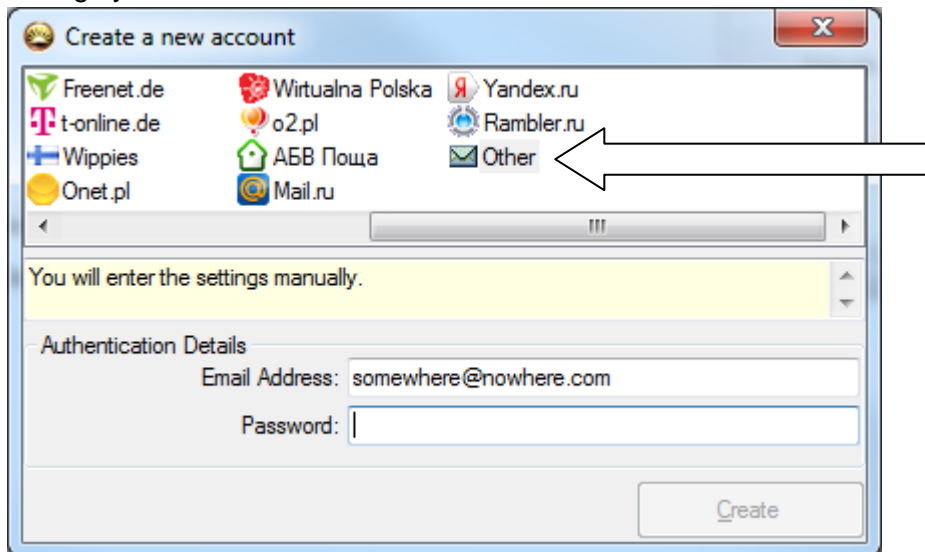 Create a new account
Freenet.de Wirtualna Polska Yandex.ru
t-online.de o2.pl Rambler.ru
Wippies АБВ Поща Other
Onet.pl Mail.ru
You will enter the settings manually.
Authentication Details
Email Address: somewhere@nowhere.com
Password:
Create